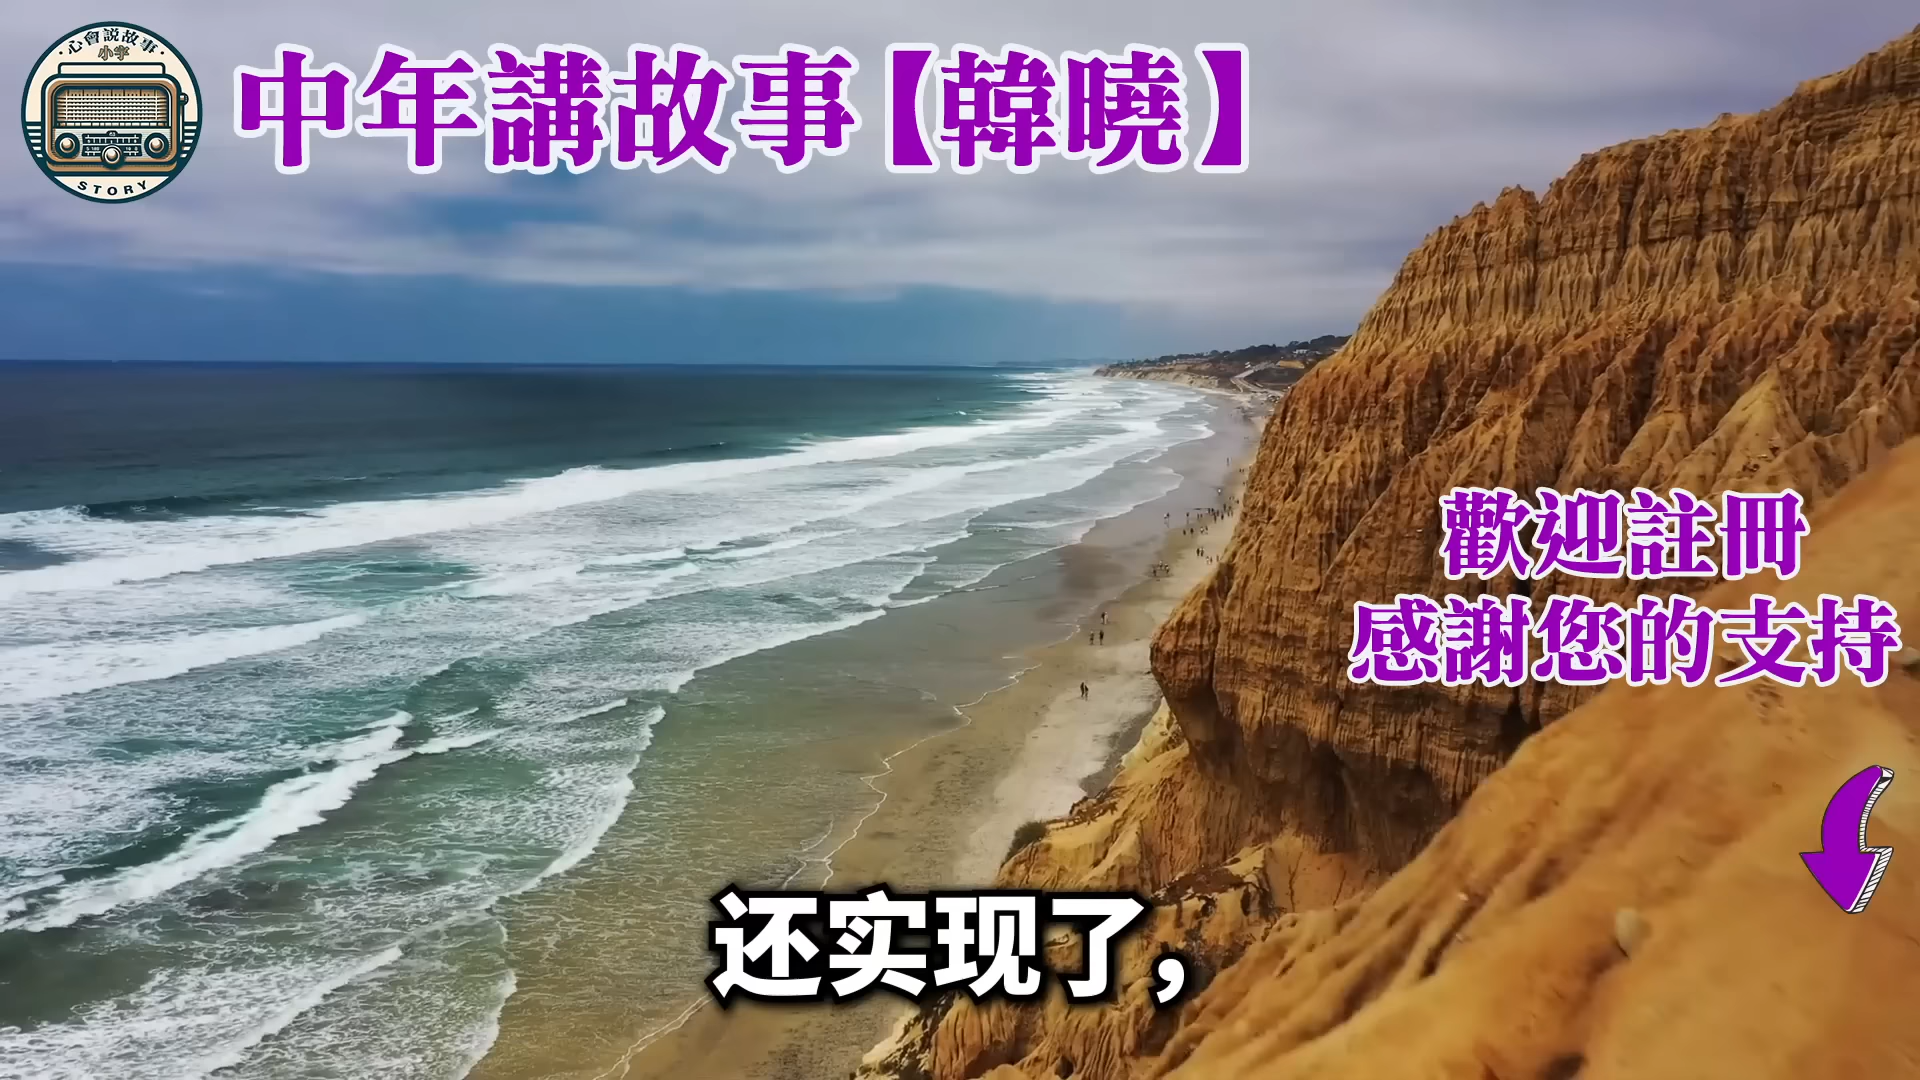 ·心會說故事·
小宇
STORY
中年講故事【韓曉】
歡迎註冊
感謝您的支持
还实现了，